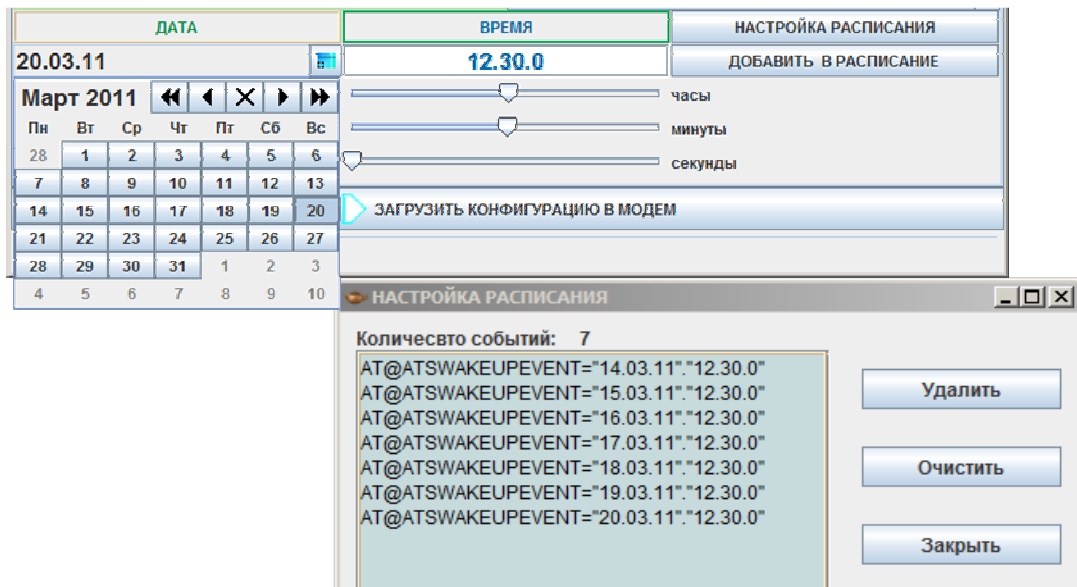 ДАТА ВРЕМЯ НАСТРОЙКА РАСПИСАНИЯ
20.03.11 12.30.0 ДОБАВИТЬ В РАСПИСАНИЕ
Март 2011 часы
Пн Вт Ср Чт Пт Сб Вс минуты
28 1 2 3 4 5 6 секунды
7 8 9 10 11 12 13
14 15 16 17 18 19 20 ЗАГРУЗИТЬ КОНФИГУРАЦИЮ В МОДЕМ
21 22 23 24 25 26 27
28 29 30 31 1 2 3
4 5 6 7 8 9 10
НАСТРОЙКА РАСПИСАНИЯ
Количесвто событий: 7
AT@ATSWAKEUPEVENT="14.03.11"."12.30.0"
AT@ATSWAKEUPEVENT="15.03.11"."12.30.0"
AT@ATSWAKEUPEVENT="16.03.11"."12.30.0"
AT@ATSWAKEUPEVENT="17.03.11"."12.30.0"
AT@ATSWAKEUPEVENT="18.03.11"."12.30.0"
AT@ATSWAKEUPEVENT="19.03.11"."12.30.0"
AT@ATSWAKEUPEVENT="20.03.11"."12.30.0"
Удалить
Очистить
Закрыть